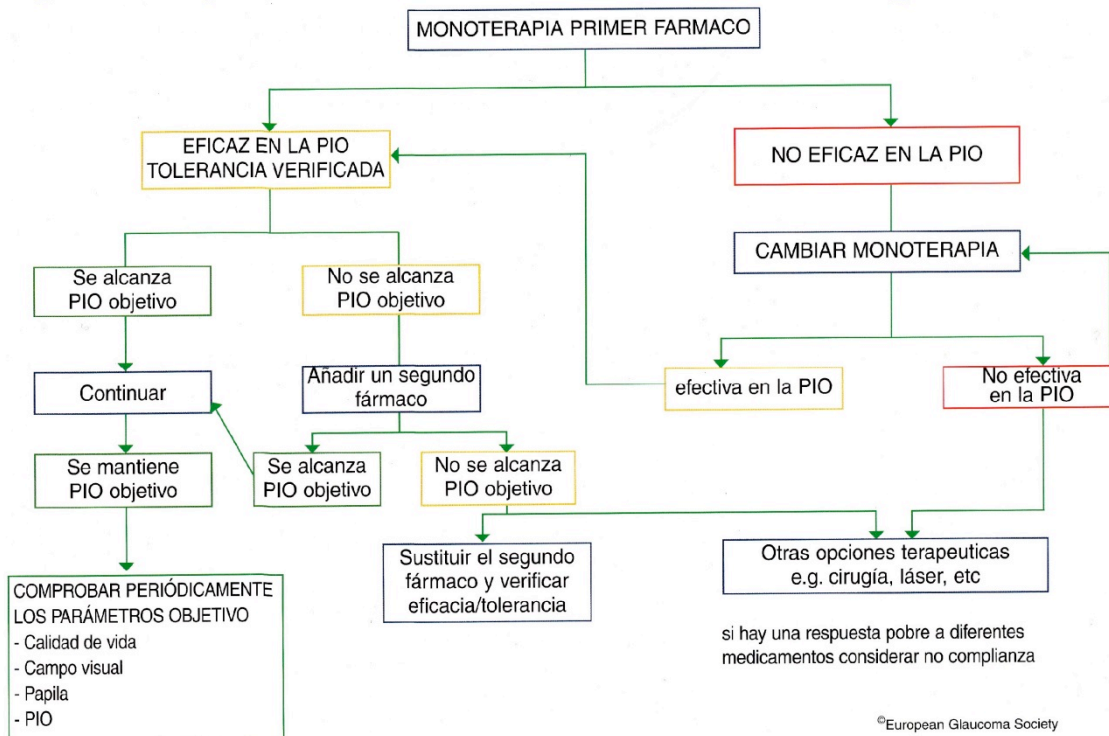 MONOTERAPIA PRIMER FARMACO
EFICAZ EN LA PIO
TOLERANCIA VERIFICADA
NO EFICAZ EN LA PIO
CAMBIAR MONOTERAPIA
Se alcanza
PIO objetivo
No se alcanza
PIO objetivo
Continuar
Añadir un segundo
fármaco
efectiva en la PIO
No efectiva
en la PIO
Se mantiene
PIO objetivo
Se alcanza
PIO objetivo
No se alcanza
PIO objetivo
Sustituir el segundo
fármaco y verificar
eficacia/tolerancia
Otras opciones terapeuticas
e.g. cirugía, láser, etc
COMPROBAR PERIÓDICAMENTE
LOS PARÁMETROS OBJETIVO
- Calidad de vida
- Campo visual
- Papila
- PIO
si hay una respuesta pobre a diferentes
medicamentos considerar no complianza
©European Glaucoma Society